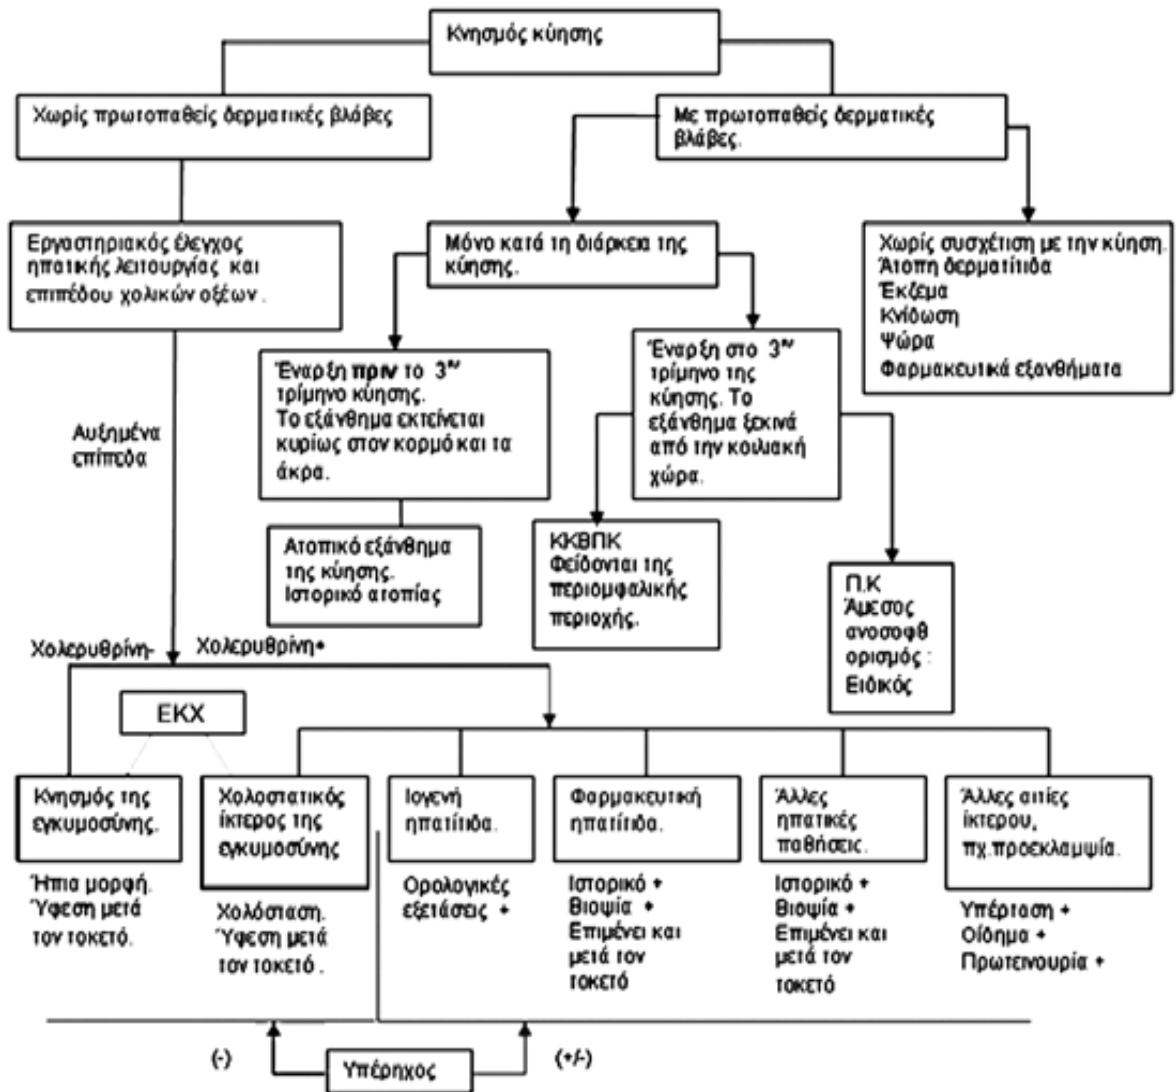 Κνησμός κύησης
Χωρίς πρωτοπαθείς δερματικές βλάβες
Με πρωτοπαθείς δερματικές
βλάβες.
Εργαστηριακός έλεγχος
ηπατικής λειτουργίας και
επιπέδου χολικών οξέων .
Μόνο κατά τη διάρκεια της
κύησης.
Χωρίς συσχέτιση με την κύηση.
Άτοπη δερματίτιδα
Έκζεμα
Κνίδωση
Ψώρα
Φαρμακευτικά εξανθήματα
Έναρξη πριν το 3ον
τρίμηνο κύησης.
Το εξάνθημα εκτείνεται
κυρίως στον κορμό και τα
άκρα.
Έναρξη στο 3ον
τρίμηνο της
κύησης. Το
εξάνθημα ξεκινά
από την κοιλιακή
χώρα.
Αυξημένα
επίπεδα
Ατοπικό εξάνθημα
της κύησης.
Ιστορικό ατοπίας
ΚΚΒΠΚ
Φείδονται της
περιομφαλικής
περιοχής.
Π.Κ
Άμεσος
ανοσοφθ
ορισμός :
Ειδικός
Χολερυθρίνη-
Χολερυθρίνη+
ΕΚΧ
Κνησμός της
εγκυμοσύνης.
Ήπια μορφή.
Ύφεση μετά
τον τοκετό.
Χολοστατικός
ίκτερος της
εγκυμοσύνης
Χολόσταση.
Ύφεση μετά
τον τοκετό .
Ιογενή
ηπατίτιδα.
Ορολογικές
εξετάσεις +
Φαρμακευτική
ηπατίτιδα.
Ιστορικό +
Βιοψία +
Επιμένει και
μετά τον
τοκετό
Άλλες
ηπατικές
παθήσεις.
Ιστορικό +
Βιοψία +
Επιμένει και
μετά τον
τοκετό
Άλλες αιτίες
ίκτερου,
πχ.προεκλαμψία.
Υπέρταση +
Οίδημα +
Πρωτεινουρία +
(-)
Υπέρηχος
(+/-)